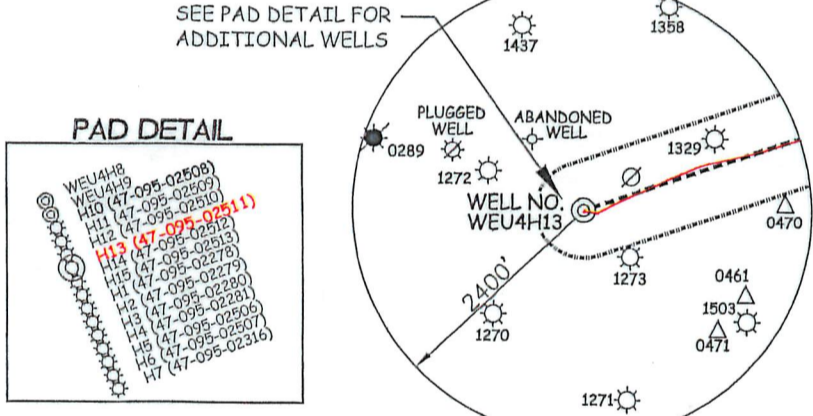 SEE PAD DETAIL FOR
ADDITIONAL WELLS
1437
1358
PAD DETAIL
WEU4H8
WEU4H9
H10 (47-095-02508)
H11 (47-095-02509)
H12 (47-095-02510)
H13 (47-095-02511)
H14 (47-095-02512)
H15 (47-095-02513)
H1 (47-095-02278)
H2 (47-095-02279)
H3 (47-095-02280)
H4 (47-095-02281)
H5 (47-095-02506)
H6 (47-095-02507)
H7 (47-095-02316)
0289
PLUGGED
WELL
ABANDONED
WELL
1272
1329
WELL NO.
WEU4H13
0470
2400'
1273
0461
1503
0471
1270
1271